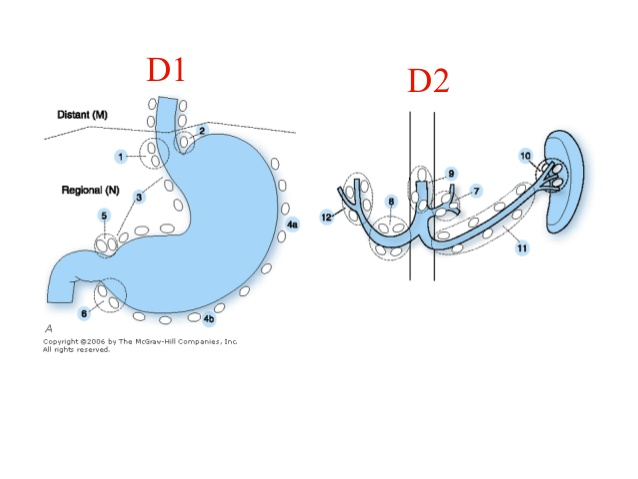 D1
D2
Distant (M)
2
1
Regional (N)
3
5
4a
6
4b
A
Copyright ©2006 by The McGraw-Hill Companies, Inc.
All rights reserved.
10
9
7
8
12
11